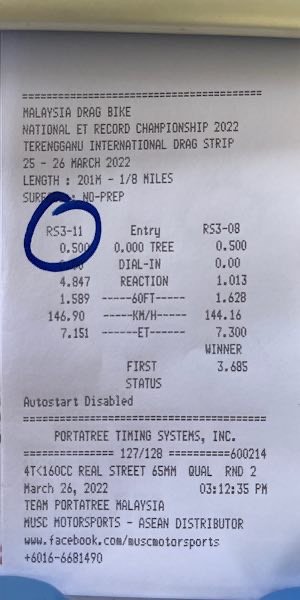 ========================================
MALAYSIA DRAG BIKE
NATIONAL ET RECORD CHAMPIONSHIP 2022
TERENGGANU INTERNATIONAL DRAG STRIP
25 - 26 MARCH 2022
LENGTH : 201M - 1/8 MILES
: NO-PREP
RS3-11 Entry RS3-08
0.500 0.000 TREE 0.500
DIAL-IN 0.00
4.847 REACTION 1.013
1.589 -----60FT------ 1.628
146.90 -----KM/H------ 144.16
7.151 ------ET------- 7.300
WINNER
FIRST 3.685
STATUS
Autostart Disabled
========================================
PORTATREE TIMING SYSTEMS, INC.
=============== 127/128 ==========600214
4T<160CC REAL STREET 65MM QUAL RND 2
March 26, 2022 03:12:35 PM
TEAM PORTATREE MALAYSIA
MUSC MOTORSPORTS - ASEAN DISTRIBUTOR
www.facebook.com/muscmotorsports
+6016-6681490